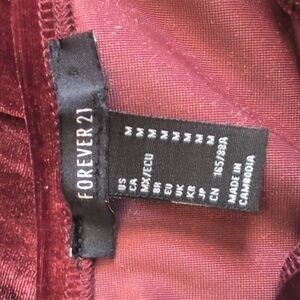 FOREVER 21
US M
CA M
MX/ECU M
BR M
EU M
UK M
KR M
JP M
CN 165/88A
MADE IN
CAMBODIA